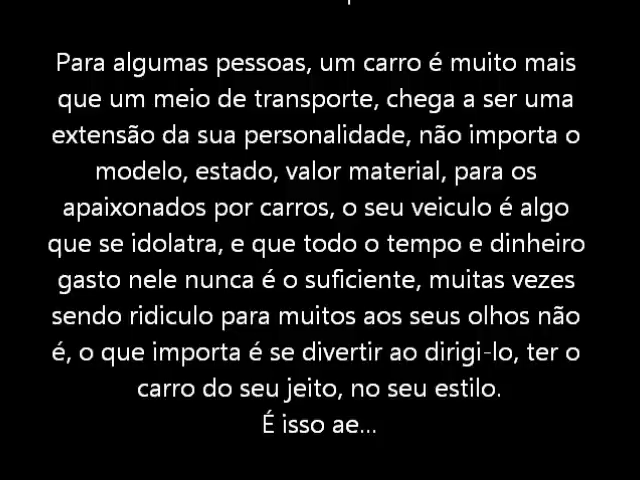 Para algumas pessoas, um carro é muito mais
que um meio de transporte, chega a ser uma
extensão da sua personalidade, não importa o
modelo, estado, valor material, para os
apaixonados por carros, o seu veiculo é algo
que se idolatra, e que todo o tempo e dinheiro
gasto nele nunca é o suficiente, muitas vezes
sendo ridiculo para muitos aos seus olhos não
é, o que importa é se divertir ao dirigi-lo, ter o
carro do seu jeito, no seu estilo.
É isso ae...